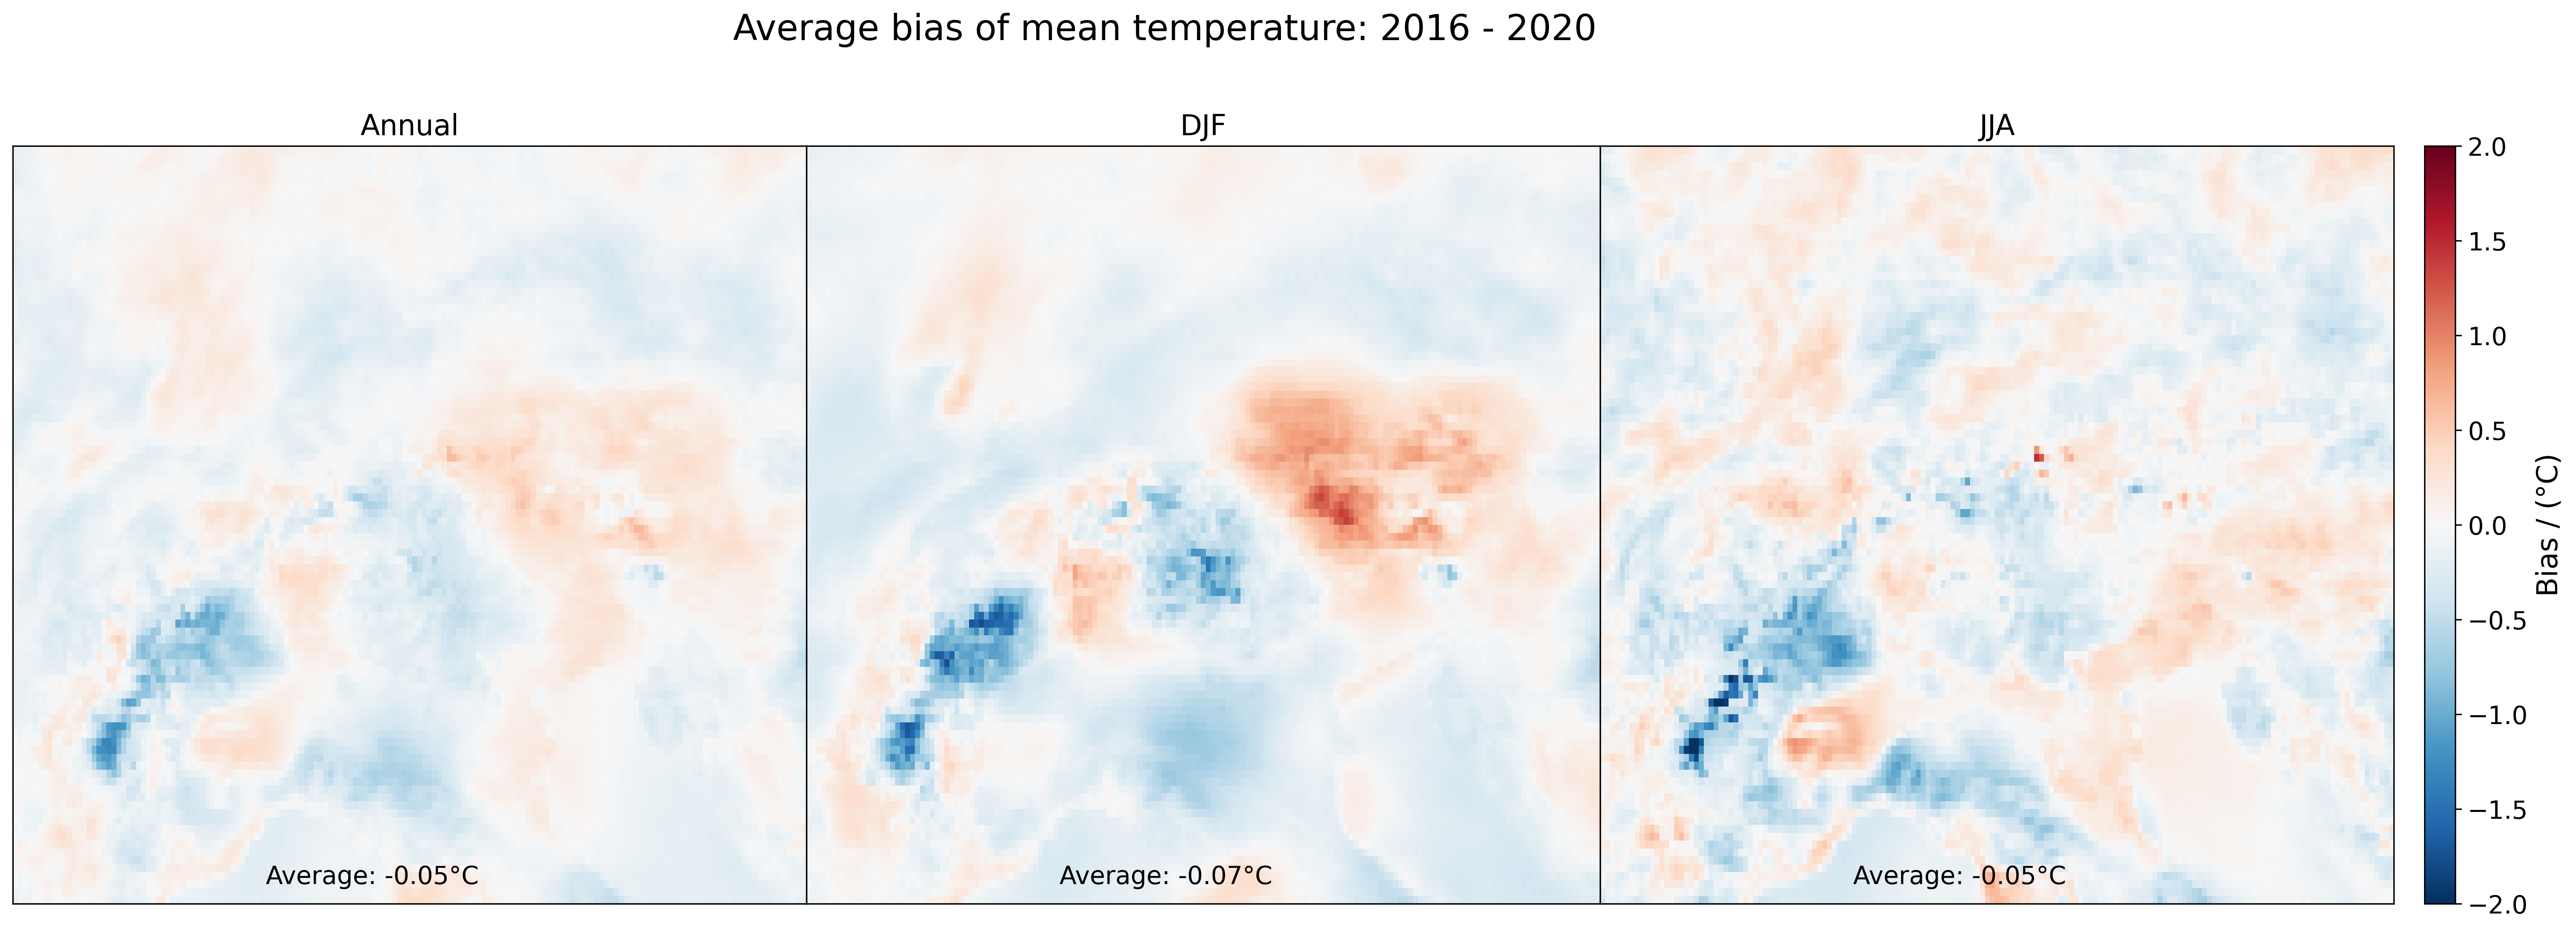 Average bias of mean temperature: 2016 - 2020
Annual
DJF
JJA
Average: -0.05°C
Average: -0.07°C
Average: -0.05°C
2.0
1.5
1.0
0.5
0.0
−0.5
−1.0
−1.5
−2.0
Bias / (°C)